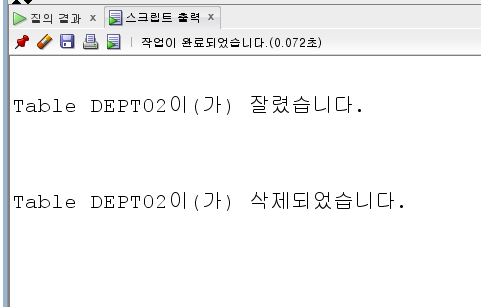 질의 결과 x 스크립트 출력 x
작업이 완료되었습니다.(0.072초)
Table DEPT02이(가) 잘렸습니다.
Table DEPT02이(가) 삭제되었습니다.